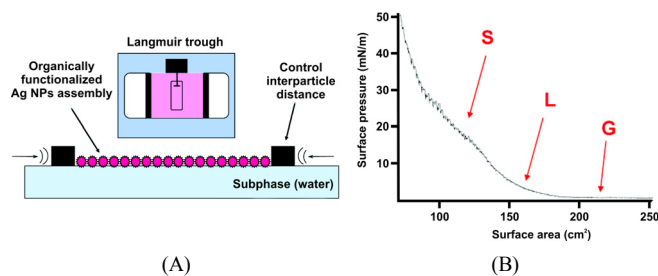 Langmuir trough
Organically
functionalized
Ag NPs assembly
Control
interparticle
distance
Subphase (water)
(A)
Surface pressure (mN/m)
50
40
30
20
10
S
L
G
100
150
200
250
Surface area (cm²)
(B)